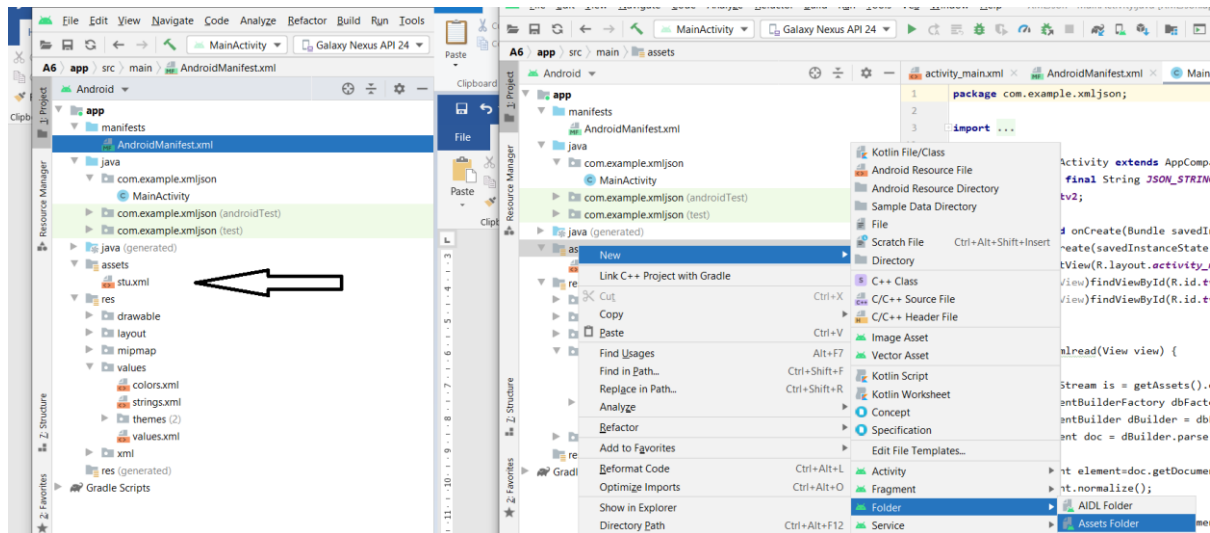 File Edit View Navigate Code Analyze Refactor Build Run Tools
MainActivity
Galaxy Nexus API 24
A6 app src main AndroidManifest.xml
Android
1: Project
Resource Manager
Z: Structure
2: Favorites
app
manifests
AndroidManifest.xml
java
com.example.xmljson
MainActivity
com.example.xmljson (androidTest)
com.example.xmljson (test)
java (generated)
assets
stu.xml
res
drawable
layout
mipmap
values
colors.xml
strings.xml
themes (2)
values.xml
xml
res (generated)
Gradle Scripts
Paste
Clipboard
File
Paste
MainActivity
Galaxy Nexus API 24
A6 app src main assets
Android
activity_main.xml
AndroidManifest.xml
Main
1: Project
Resource Manager
Z: Structure
2: Favorites
app
manifests
AndroidManifest.xml
java
com.example.xmljson
MainActivity
com.example.xmljson (androidTest)
com.example.xmljson (test)
java (generated)
New
Link C++ Project with Gradle
Cut Ctrl+X
Copy
Paste Ctrl+V
Find Usages Alt+F7
Find in Path... Ctrl+Shift+F
Replace in Path... Ctrl+Shift+R
Analyze
Refactor
Add to Favorites
Reformat Code Ctrl+Alt+L
Optimize Imports Ctrl+Alt+O
Show in Explorer
Directory Path Ctrl+Alt+F12
Kotlin File/Class
Android Resource File
Android Resource Directory
Sample Data Directory
File
Scratch File Ctrl+Alt+Shift+Insert
Directory
C++ Class
C/C++ Source File
C/C++ Header File
Image Asset
Vector Asset
Kotlin Script
Kotlin Worksheet
Concept
Specification
Edit File Templates...
Activity
Fragment
Folder
Service
AIDL Folder
Assets Folder
1 package com.example.xmljson;
2
3 import ...
Activity extends AppCompa
final String JSON_STRING
tv2;
onCreate(Bundle savedIn
reate(savedInstanceState
tView(R.layout.activity_
View)findViewById(R.id.t
View)findViewById(R.id.t
mlread(View view) {
Stream is = getAssets().
entBuilderFactory dbFact
entBuilder dBuilder = db
ent doc = dBuilder.parse
nt element=doc.getDocume
nt.normalize();